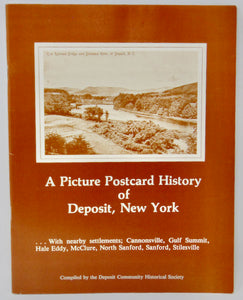 Erie Railroad Bridge and Delaware River, at Deposit, N. Y.
A Picture Postcard History
of
Deposit, New York
. . . With nearby settlements; Cannonsville, Gulf Summit,
Hale Eddy, McClure, North Sanford, Sanford, Stilesville
Compiled by the Deposit Community Historical Society